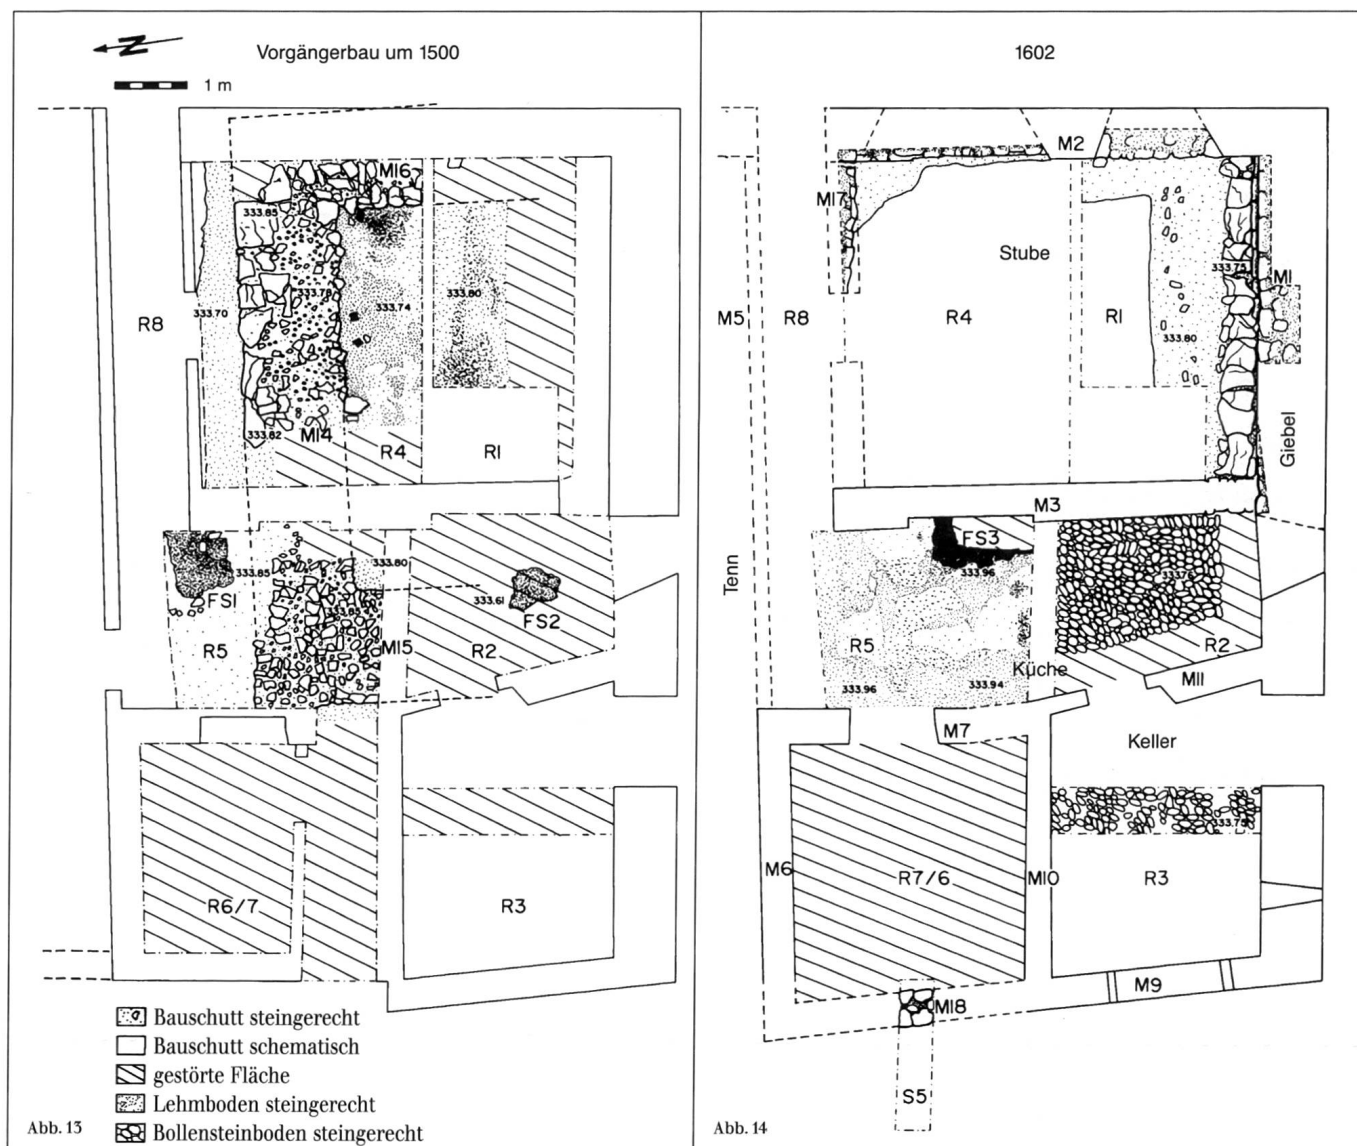 N
Vorgängerbau um 1500
1 m
M16
333.85
R8
333.70
333.78
333.74
333.80
333.82
M14
R4
R1
333.85
333.80
FS1
333.85
333.61
FS2
R5
M15
R2
R6/7
R3
Bauschutt steingerecht
Bauschutt schematisch
gestörte Fläche
Lehmboden steingerecht
Bollensteinboden steingerecht
Abb. 13
1602
M2
M17
Stube
333.75
M1
M5
R8
R4
R1
333.80
Giebel
M3
Tenn
FS3
333.96
R5
Küche
R2
333.96
333.94
M11
M7
Keller
333.75
M6
R7/6
M10
R3
M9
M18
S5
Abb. 14